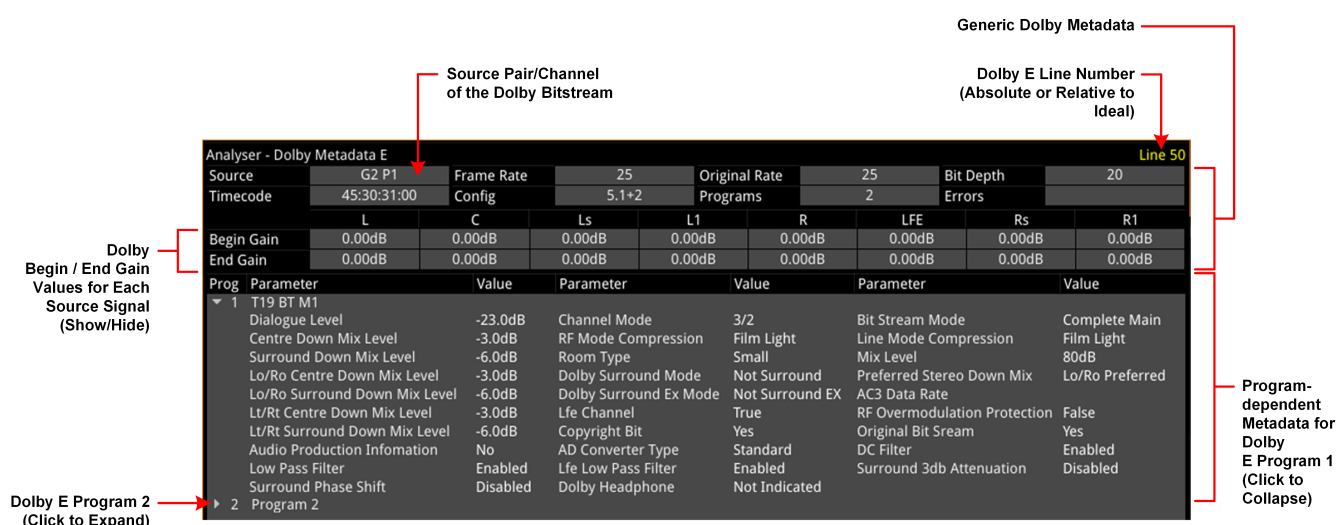 Generic Dolby Metadata
Source Pair/Channel
of the Dolby Bitstream
Dolby E Line Number
(Absolute or Relative to
Ideal)
Analyser - Dolby Metadata E Line 50
Source G2 P1 Frame Rate 25 Original Rate 25 Bit Depth 20
Timecode 45:30:31:00 Config 5.1+2 Programs 2 Errors
L C Ls L1 R LFE Rs R1
Begin Gain 0.00dB 0.00dB 0.00dB 0.00dB 0.00dB 0.00dB 0.00dB 0.00dB
End Gain 0.00dB 0.00dB 0.00dB 0.00dB 0.00dB 0.00dB 0.00dB 0.00dB
Dolby
Begin / End Gain
Values for Each
Source Signal
(Show/Hide)
Prog Parameter Value Parameter Value Parameter Value
1 T19 BT M1
Dialogue Level -23.0dB Channel Mode 3/2 Bit Stream Mode Complete Main
Centre Down Mix Level -3.0dB RF Mode Compression Film Light Line Mode Compression Film Light
Surround Down Mix Level -6.0dB Room Type Small Mix Level 80dB
Lo/Ro Centre Down Mix Level -3.0dB Dolby Surround Mode Not Surround Preferred Stereo Down Mix Lo/Ro Preferred
Lo/Ro Surround Down Mix Level -6.0dB Dolby Surround Ex Mode Not Surround EX AC3 Data Rate
Lt/Rt Centre Down Mix Level -3.0dB Lfe Channel True RF Overmodulation Protection False
Lt/Rt Surround Down Mix Level -6.0dB Copyright Bit Yes Original Bit Sream Yes
Audio Production Infomation No AD Converter Type Standard DC Filter Enabled
Low Pass Filter Enabled Lfe Low Pass Filter Enabled Surround 3db Attenuation Disabled
Surround Phase Shift Disabled Dolby Headphone Not Indicated
2 Program 2
Program-
dependent
Metadata for
Dolby
E Program 1
(Click to
Collapse)
Dolby E Program 2
(Click to Expand)